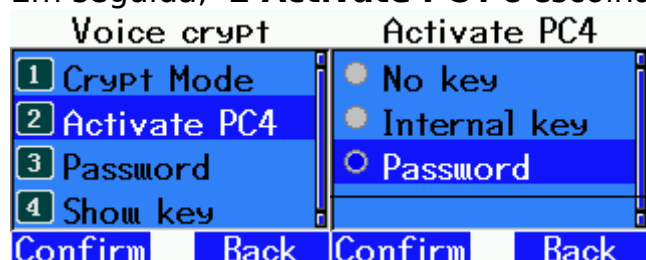 Em seguida, 2 Activate PC4 e escolha
Voice crypt
1 Crypt Mode
2 Activate PC4
3 Password
4 Show key
Confirm Back
Activate PC4
No key
Internal key
Password
Confirm Back